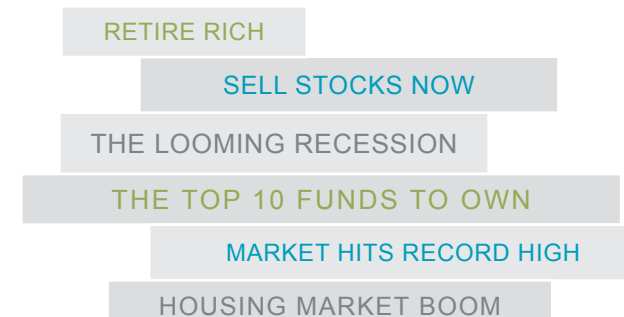 RETIRE RICH
SELL STOCKS NOW
THE LOOMING RECESSION
THE TOP 10 FUNDS TO OWN
MARKET HITS RECORD HIGH
HOUSING MARKET BOOM